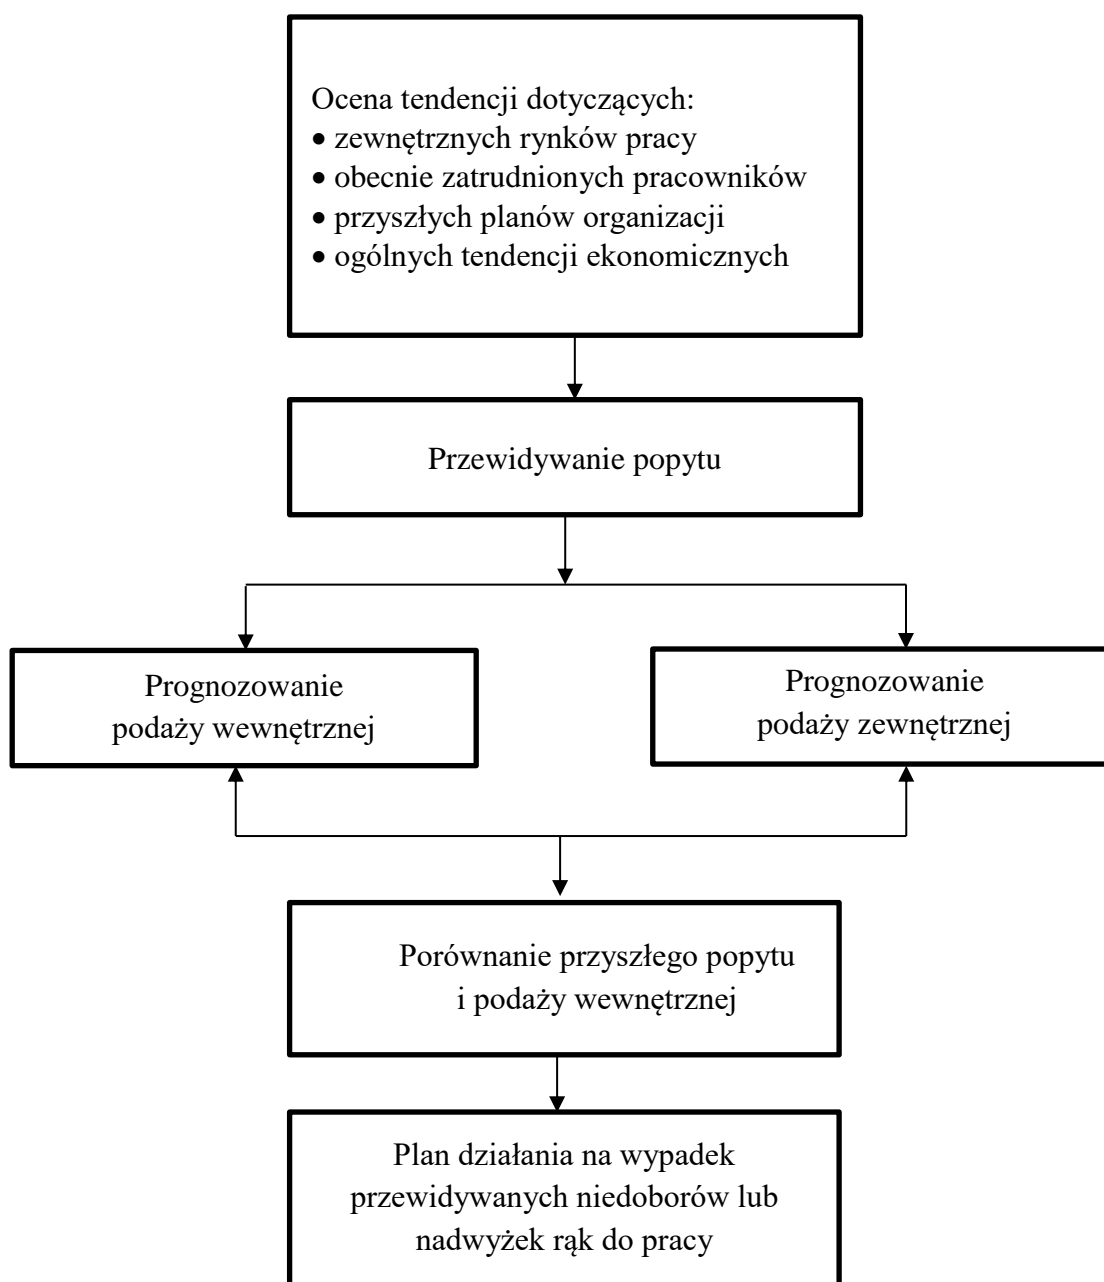 Ocena tendencji dotyczących:
• zewnętrznych rynków pracy
• obecnie zatrudnionych pracowników
• przyszłych planów organizacji
• ogólnych tendencji ekonomicznych
Przewidywanie popytu
Prognozowanie
podaży wewnętrznej
Prognozowanie
podaży zewnętrznej
Porównanie przyszłego popytu
i podaży wewnętrznej
Plan działania na wypadek
przewidywanych niedoborów lub
nadwyżek rąk do pracy